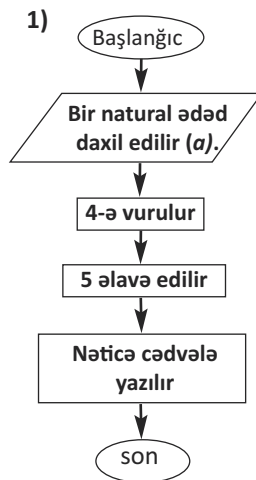 1)
Başlanğıc
Bir natural ədəd
daxil edilir (a).
4-ə vurulur
5 əlavə edilir
Nəticə cədvələ
yazılır
son